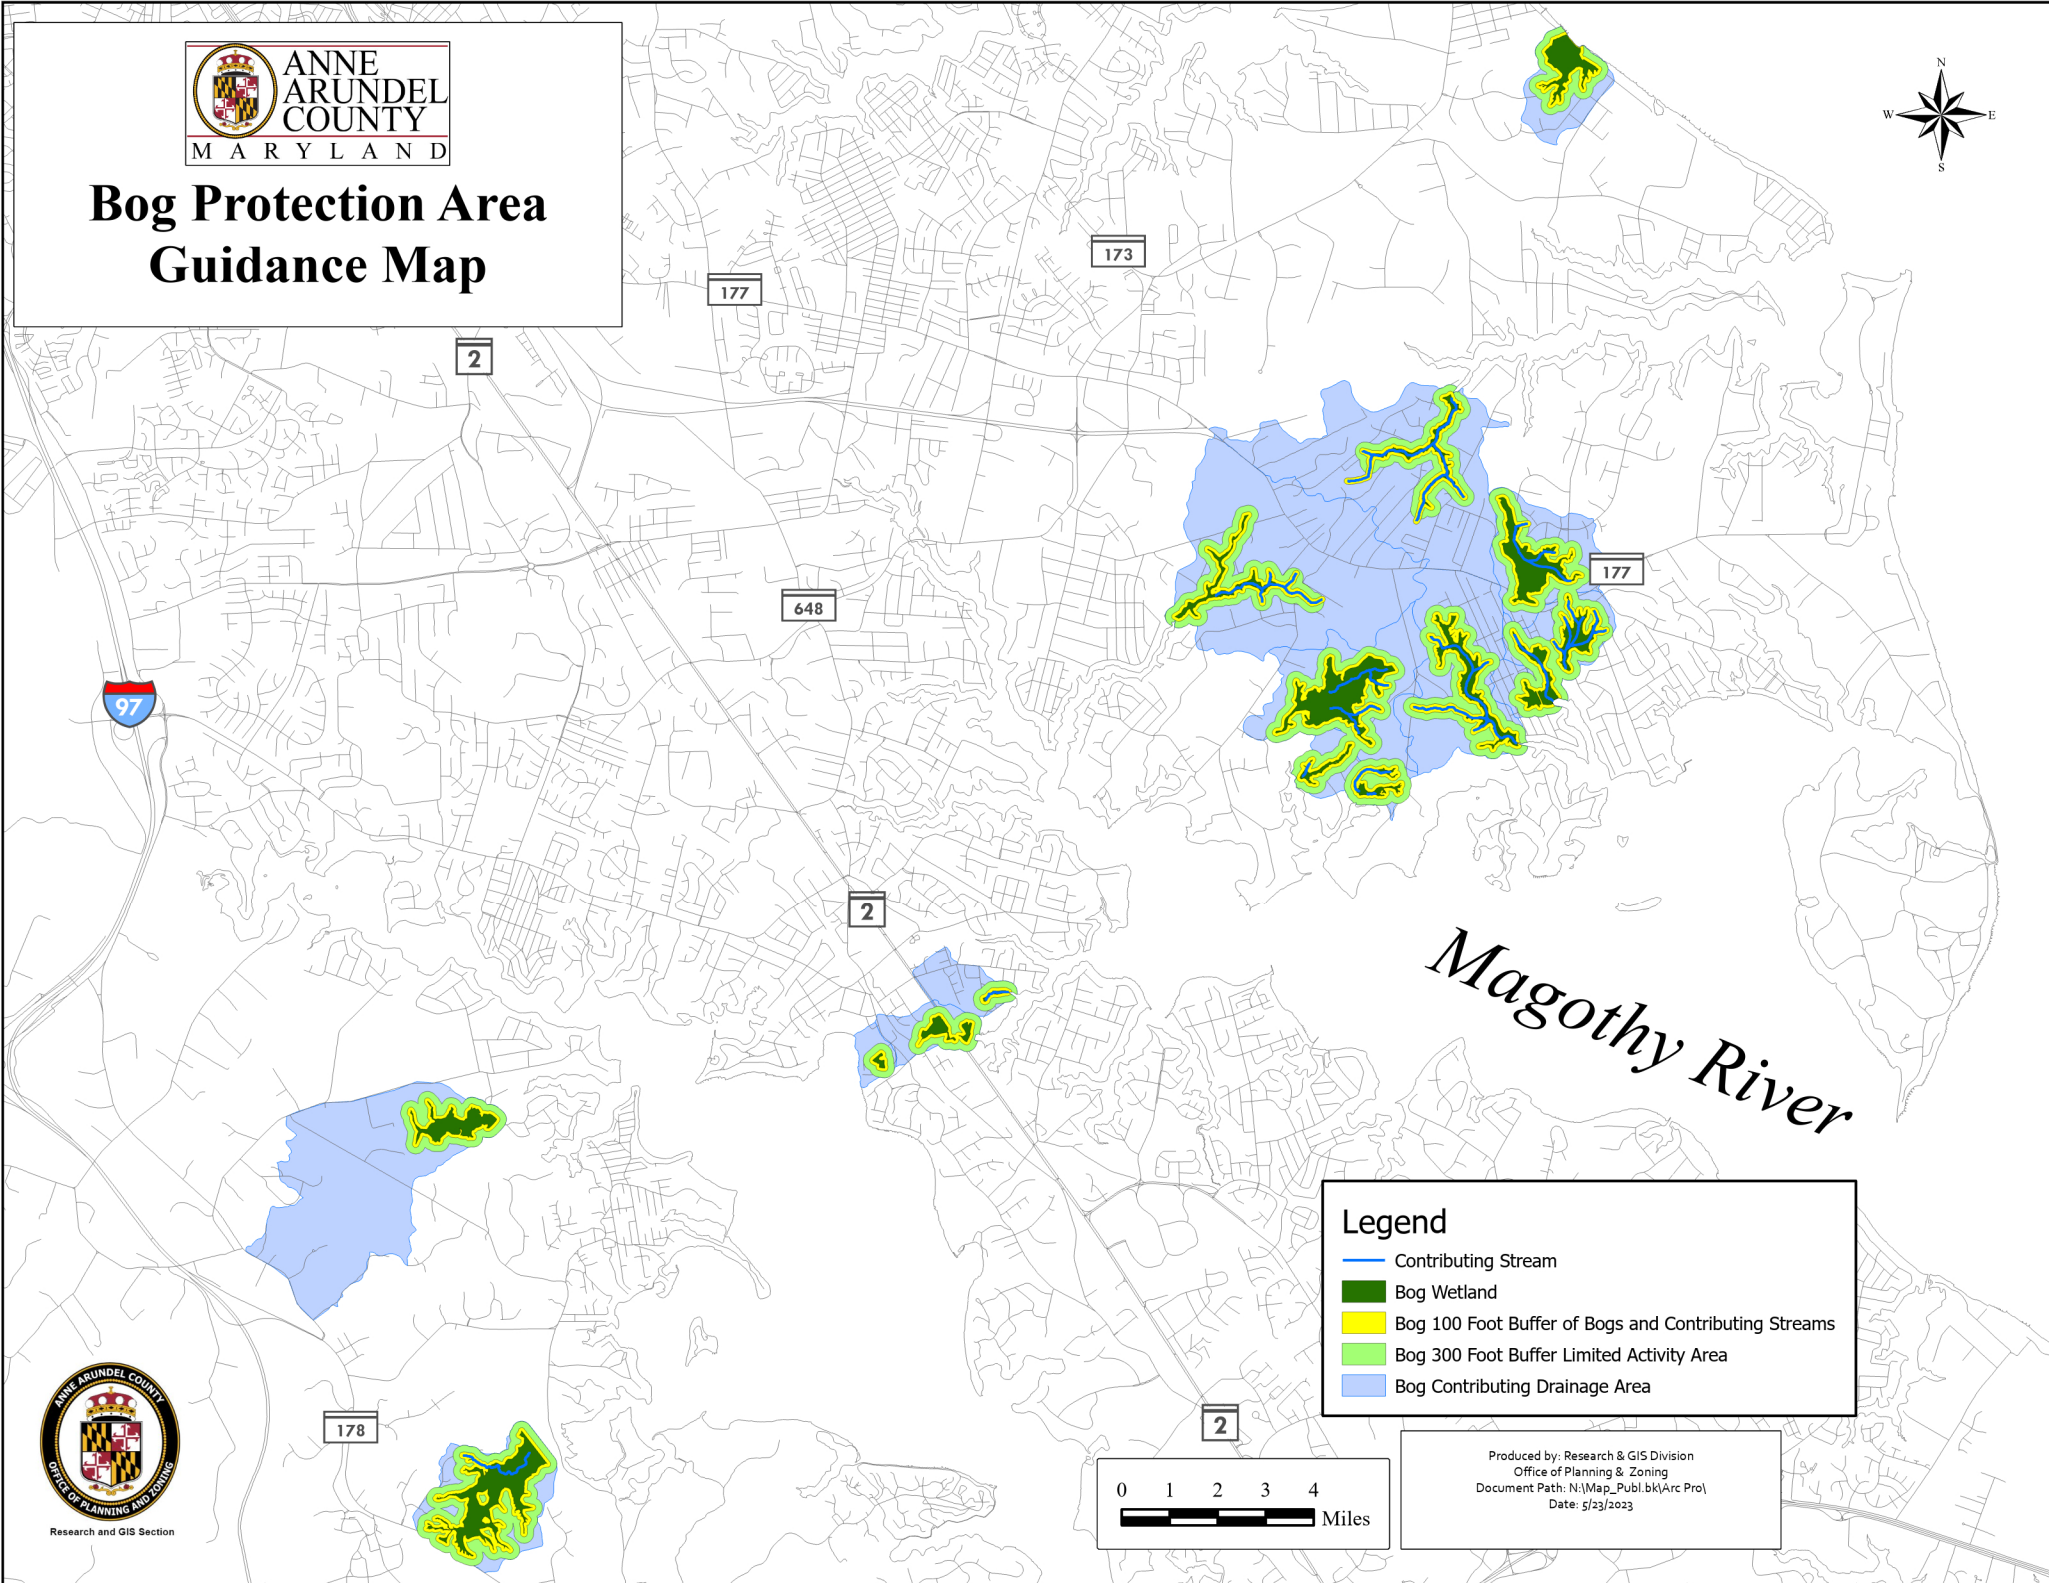 ANNE
ARUNDEL
COUNTY
MARYLAND
Bog Protection Area
Guidance Map
N
W
E
S
173
177
2
177
648
97
2
Magothy River
Legend
Contributing Stream
Bog Wetland
Bog 100 Foot Buffer of Bogs and Contributing Streams
Bog 300 Foot Buffer Limited Activity Area
Bog Contributing Drainage Area
ANNE ARUNDEL COUNTY
OFFICE OF PLANNING AND ZONING
Research and GIS Section
178
2
0 1 2 3 4
Miles
Produced by: Research & GIS Division
Office of Planning & Zoning
Document Path: N:\Map_Publ.bk\Arc Pro\
Date: 5/23/2023